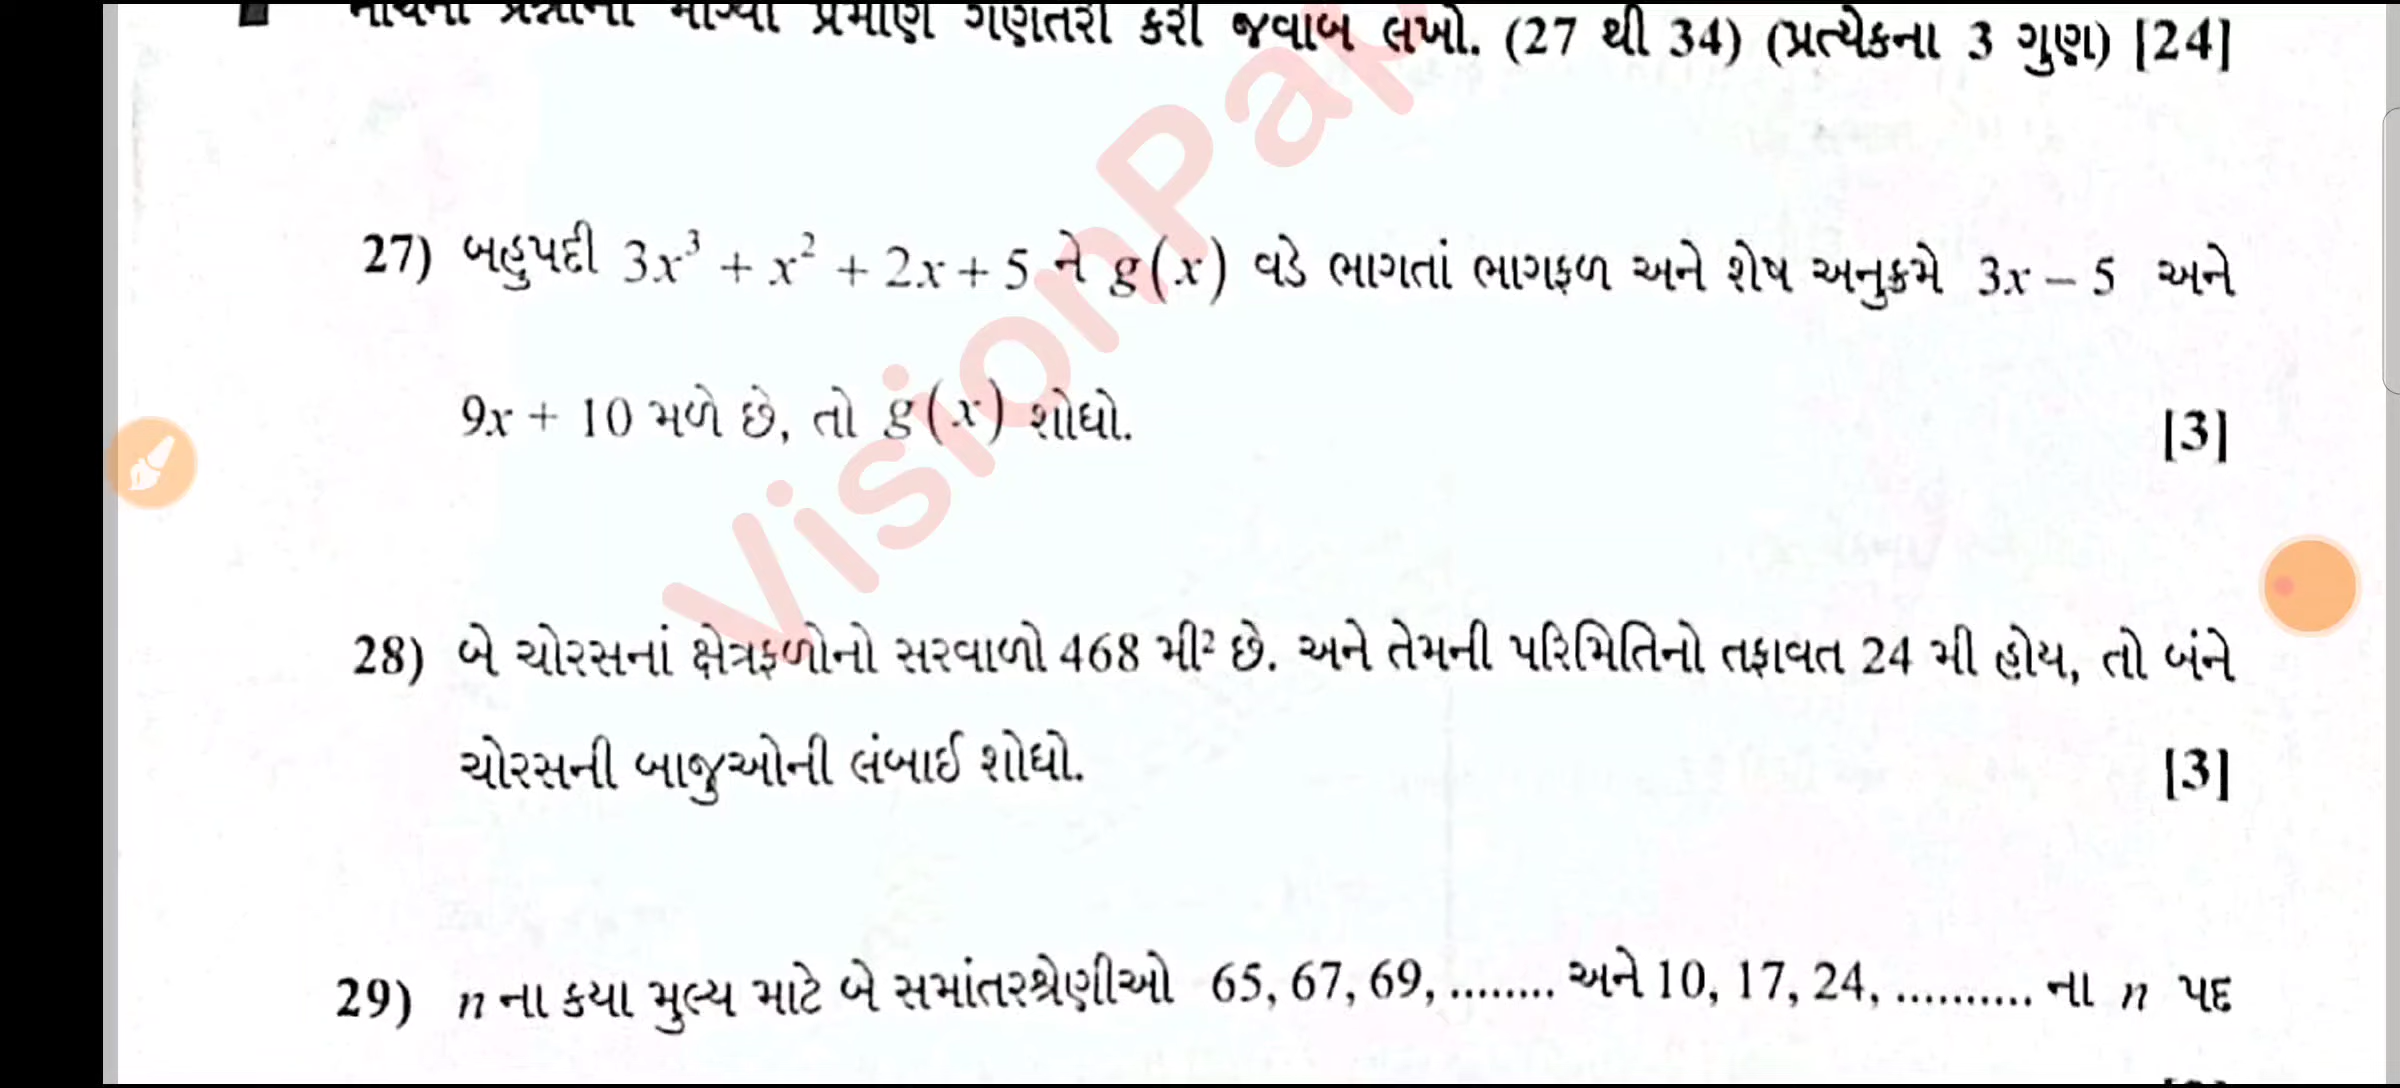 નીચેના પ્રશ્નોના માગ્યા પ્રમાણે ગણતરી કરી જવાબ લખો. (27 થી 34) (પ્રત્યેકના 3 ગુણ) [24]
27) બહુપદી 3x³ + x² + 2x + 5 ને g(x) વડે ભાગતાં ભાગફળ અને શેષ અનુક્રમે 3x – 5 અને
9x + 10 મળે છે, તો g(x) શોધો. [3]
28) બે ચોરસનાં ક્ષેત્રફળોનો સરવાળો 468 મી² છે. અને તેમની પરિમિતિનો તફાવત 24 મી હોય, તો બંને
ચોરસની બાજુઓની લંબાઈ શોધો. [3]
29) n ના કયા મુલ્ય માટે બે સમાંતરશ્રેણીઓ 65, 67, 69, ........ અને 10, 17, 24, .......... ના n પદ